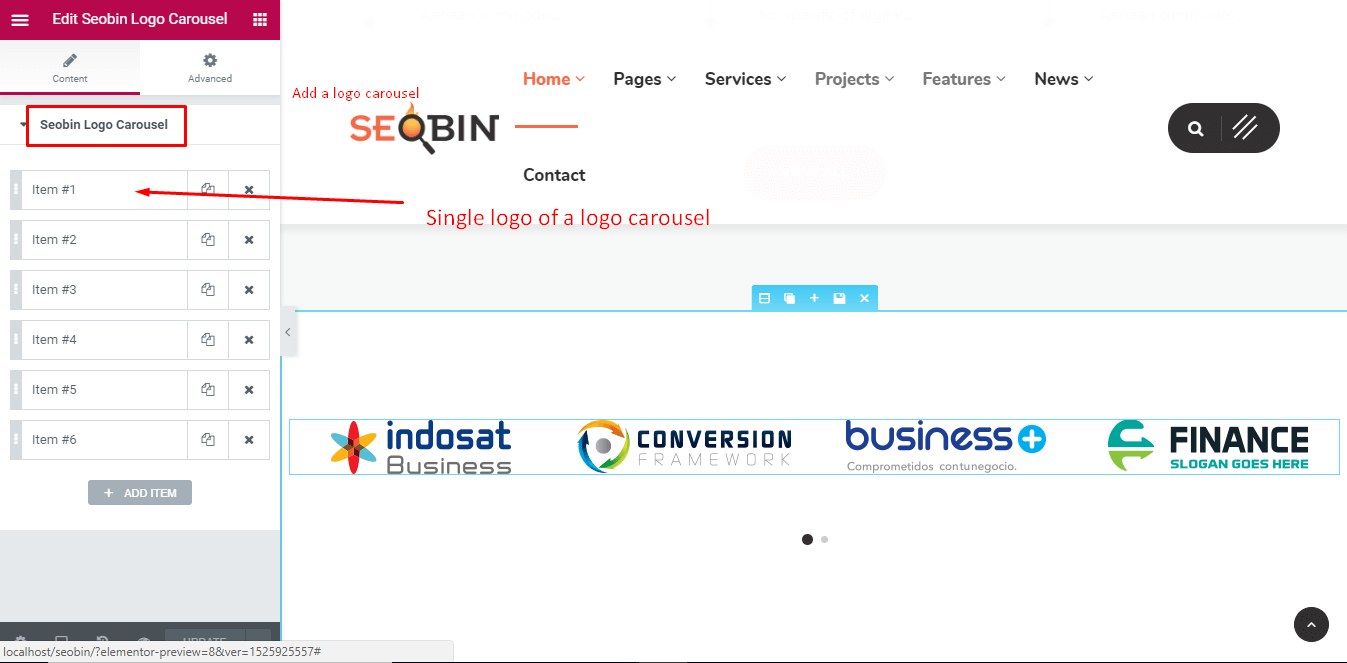 Edit Seobin Logo Carousel
Content
Advanced
Seobin Logo Carousel
Item #1
Item #2
Item #3
Item #4
Item #5
Item #6
+ ADD ITEM
UPDATE
localhost/seobin/?elementor-preview=8&ver=1525925557#
Add a logo carousel
SEOBIN
Home
Pages
Services
Projects
Features
News
Contact
Single logo of a logo carousel
indosat
Business
CONVERSION
FRAMEWORK
business+
Comprometidos contunegocio.
FINANCE
SLOGAN GOES HERE